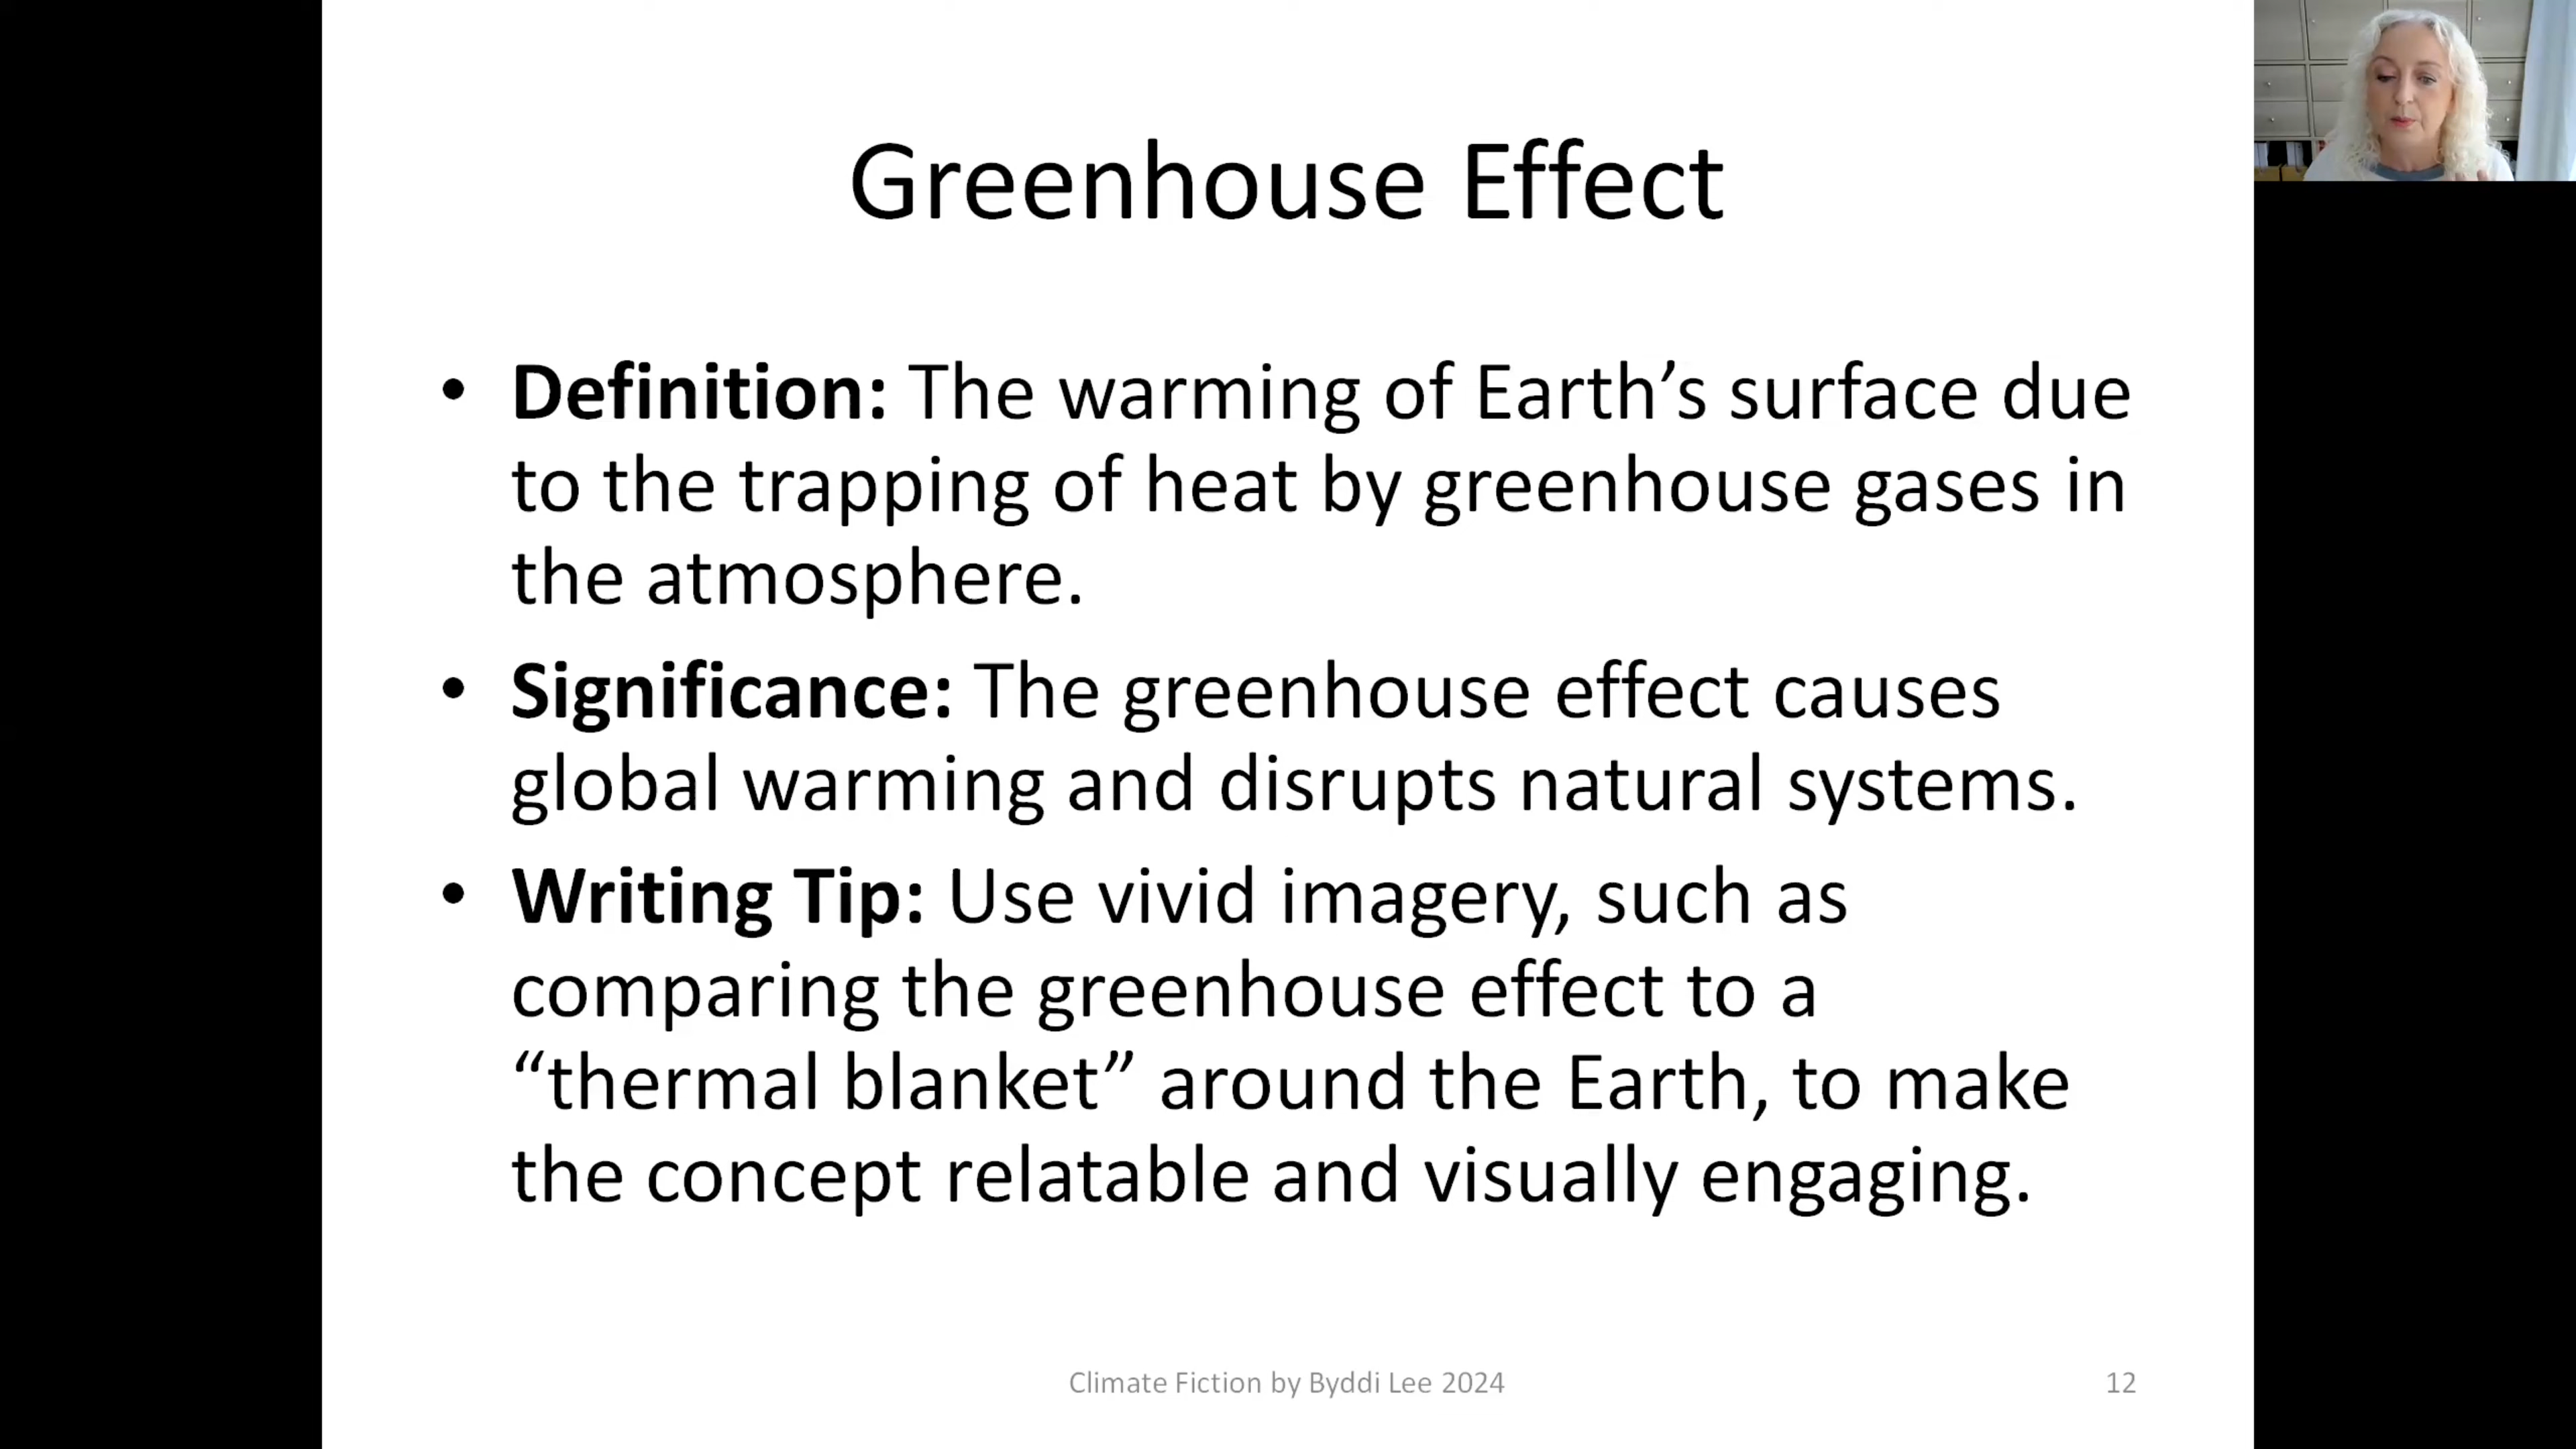 Greenhouse Effect
• Definition: The warming of Earth’s surface due
to the trapping of heat by greenhouse gases in
the atmosphere.
• Significance: The greenhouse effect causes
global warming and disrupts natural systems.
• Writing Tip: Use vivid imagery, such as
comparing the greenhouse effect to a
“thermal blanket” around the Earth, to make
the concept relatable and visually engaging.
Climate Fiction by Byddi Lee 2024
12